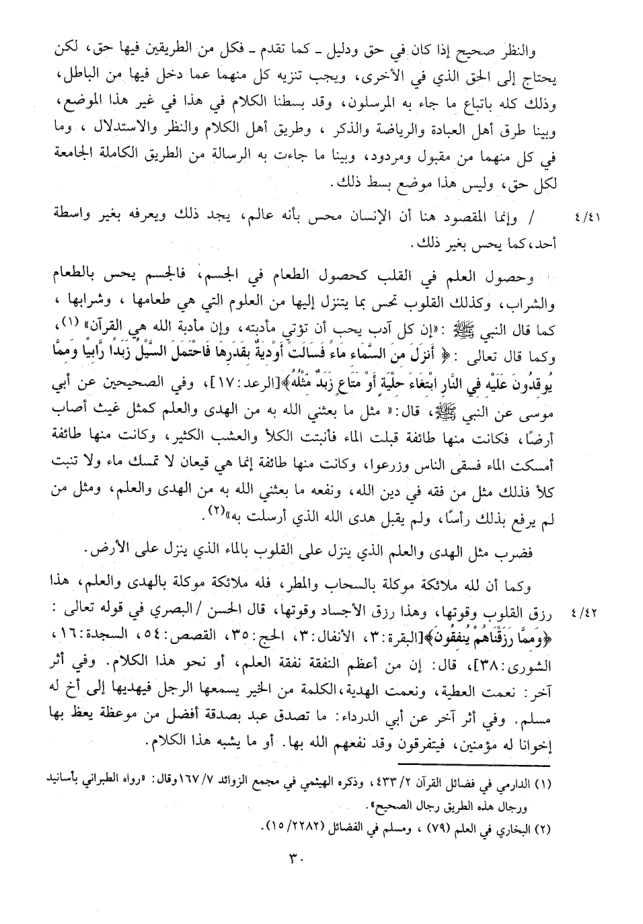 والنظر صحيح إذا كان في حق ودليل ـ كما تقدم ـ فكل من الطريقين فيها حق، لكن
يحتاج إلى الحق الذي في الأخرى، ويجب تنزيه كل منهما عما دخل فيها من الباطل،
وذلك كله باتباع ما جاء به المرسلون، وقد بسطنا الكلام في هذا في غير هذا الموضع،
وبينا طرق أهل العبادة والرياضة والذكر ، وطريق أهل الكلام والنظر والاستدلال ، وما
في كل منهما من مقبول ومردود، وبينا ما جاءت به الرسالة من الطريق الكاملة الجامعة
لكل حق، وليس هذا موضع بسط ذلك.
٤/٤١ / وإنما المقصود هنا أن الإنسان محس بأنه عالم، يجد ذلك ويعرفه بغير واسطة
أحد،كما يحس بغير ذلك.
وحصول العلم في القلب كحصول الطعام في الجسم، فالجسم يحس بالطعام
والشراب، وكذلك القلوب تحس بما يتنزل إليها من العلوم التي هي طعامها ، وشرابها ،
كما قال النبي ﷺ :«إن كل آدب يحب أن تؤتي مأدبته، وإن مأدبة الله هي القرآن» (١)،
وكما قال تعالى :﴿ أَنزَلَ مِنَ السَّمَاءِ مَاءً فَسَالَتْ أَوْدِيَةٌ بِقَدَرِهَا فَاحْتَمَلَ السَّيْلُ زَبَدًا رَّابِيًا وَمِمَّا
يُوقِدُونَ عَلَيْهِ فِي النَّارِ ابْتِغَاءَ حِلْيَةٍ أَوْ مَتَاعٍ زَبَدٌ مِّثْلُهُ﴾[الرعد:١٧]، وفي الصحيحين عن أبي
موسى عن النبي ﷺ، قال:« مثل ما بعثني الله به من الهدى والعلم كمثل غيث أصاب
أرضًا، فكانت منها طائفة قبلت الماء فأنبتت الكلأ والعشب الكثير، وكانت منها طائفة
أمسكت الماء فسقى الناس وزرعوا، وكانت منها طائفة إنما هي قيعان لا تمسك ماء ولا تنبت
كلأ فذلك مثل من فقه في دين الله، ونفعه ما بعثني الله به من الهدى والعلم، ومثل من
لم يرفع بذلك رأسًا، ولم يقبل هدى الله الذي أرسلت به»(٢).
فضرب مثل الهدى والعلم الذي ينزل على القلوب بالماء الذي ينزل على الأرض.
وكما أن لله ملائكة موكلة بالسحاب والمطر، فله ملائكة موكلة بالهدى والعلم، هذا
٤/٤٢ رزق القلوب وقوتها، وهذا رزق الأجساد وقوتها، قال الحسن /البصري في قوله تعالى :
﴿وَمِمَّا رَزَقْنَاهُمْ يُنفِقُونَ﴾[البقرة:٣، الأنفال:٣، الحج:٣٥، القصص:٥٤، السجدة:١٦،
الشورى:٣٨]، قال: إن من أعظم النفقة نفقة العلم، أو نحو هذا الكلام. وفي أثر
آخر: نعمت العطية، ونعمت الهدية،الكلمة من الخير يسمعها الرجل فيهديها إلى أخ له
مسلم. وفي أثر آخر عن أبي الدرداء: ما تصدق عبد بصدقة أفضل من موعظة يعظ بها
إخوانا له مؤمنين، فيتفرقون وقد نفعهم الله بها. أو ما يشبه هذا الكلام.
(١) الدارمي في فضائل القرآن ٤٣٣/٢، وذكره الهيثمي في مجمع الزوائد ١٦٧/٧وقال: «رواه الطبراني بأسانيد
ورجال هذه الطريق رجال الصحيح».
(٢) البخاري في العلم (٧٩) ، ومسلم في الفضائل (١٥/٢٢٨٢).
٣٠